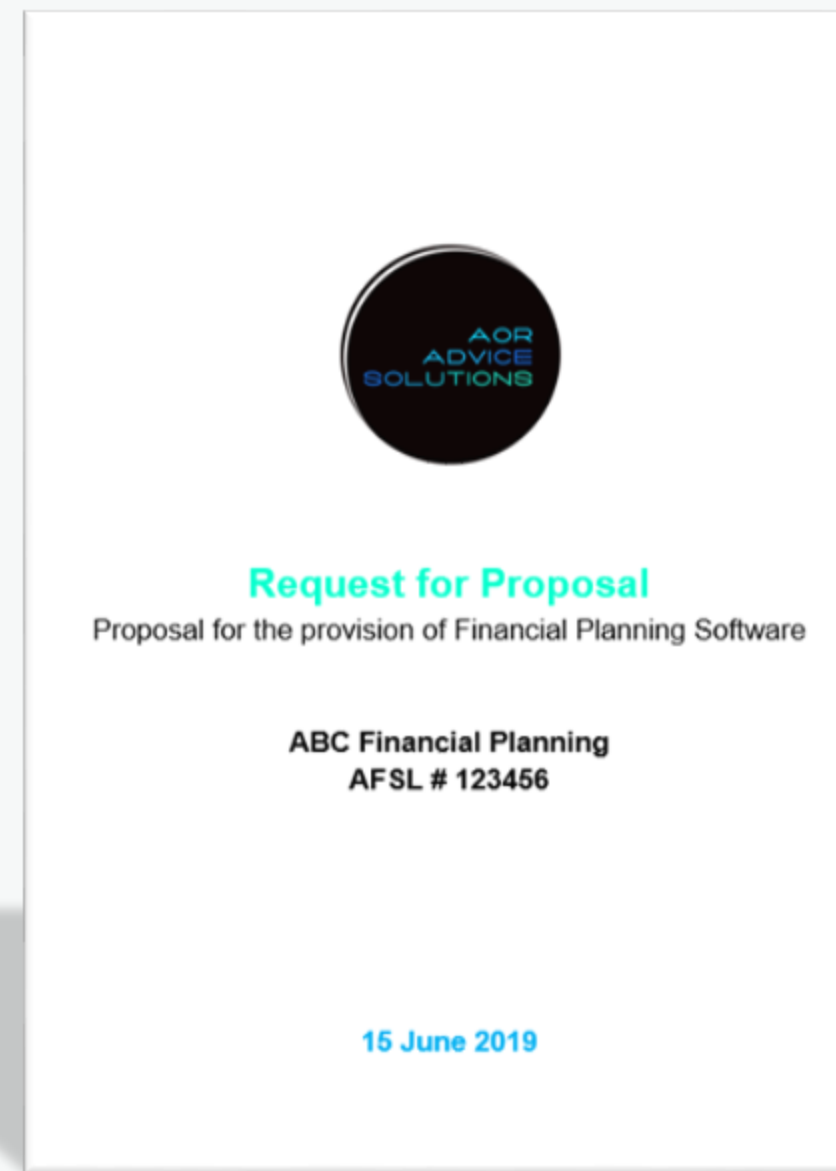 AOR
ADVICE
SOLUTIONS
Request for Proposal
Proposal for the provision of Financial Planning Software
ABC Financial Planning
AFSL # 123456
15 June 2019